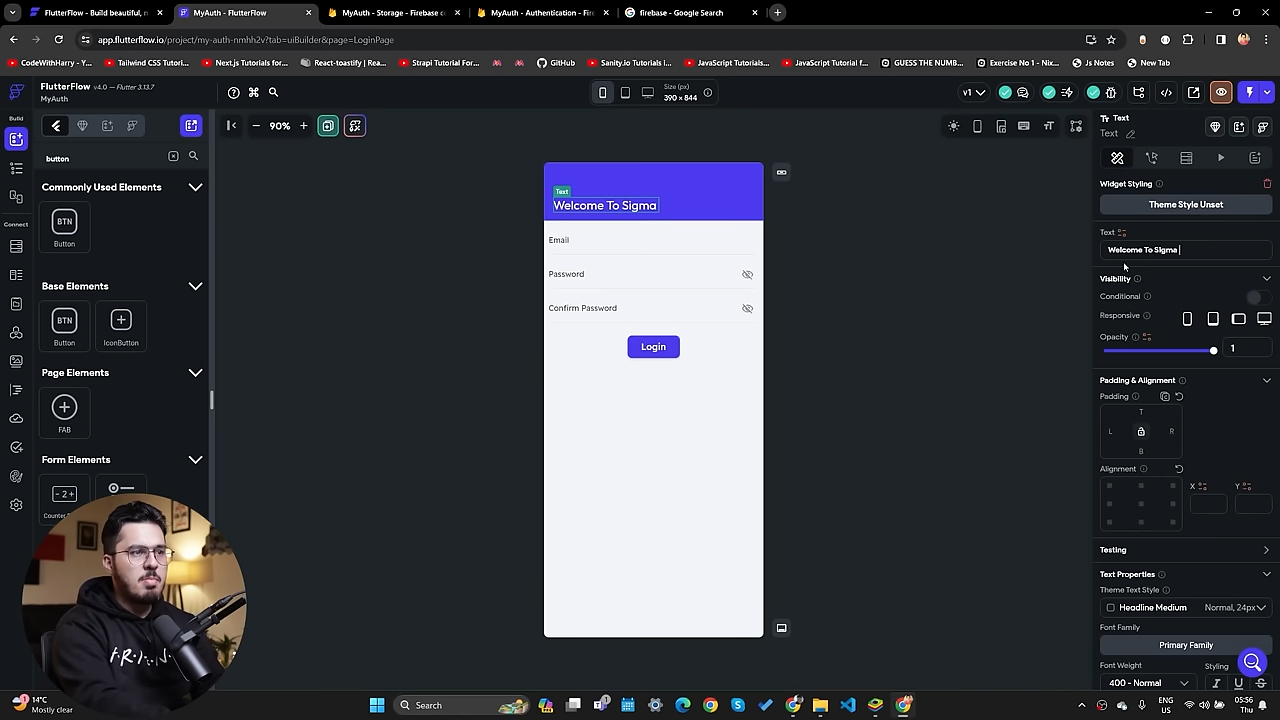 FlutterFlow - Build beautiful, n
MyAuth - FlutterFlow
MyAuth - Storage - Firebase c
MyAuth - Authentication - Fire
firebase - Google Search
app.flutterflow.io/project/my-auth-nmhh2v?tab=uiBuilder&page=LoginPage
CodeWithHarry - Y...
Tailwind CSS Tutori...
Next.js Tutorials for...
React-toastify | Rea...
Strapi Tutorial For...
GitHub
Sanity.io Tutorials I...
JavaScript Tutorials...
JavaScript Tutorial f...
GUESS THE NUMB...
Exercise No 1 - Nix...
Js Notes
New Tab
FlutterFlow v4.0 — Flutter 3.13.7
MyAuth
Size (px)
390 × 844
v1
Build
90%
Text
Text
button
Commonly Used Elements
BTN
Button
Base Elements
BTN
Button
IconButton
Page Elements
FAB
Form Elements
- 2 +
Connect
Text
Welcome To Sigma
Email
Password
Confirm Password
Login
Widget Styling
Theme Style Unset
Text
Welcome To SIgma
Visibility
Conditional
Responsive
Opacity
1
Padding & Alignment
Padding
T
L
R
B
Alignment
X
Y
Testing
Text Properties
Theme Text Style
Headline Medium
Normal, 24px
Font Family
Primary Family
Font Weight
Styling
400 - Normal
I
U
S
14°C
Mostly clear
Search
ENG
US
05:56
Thu